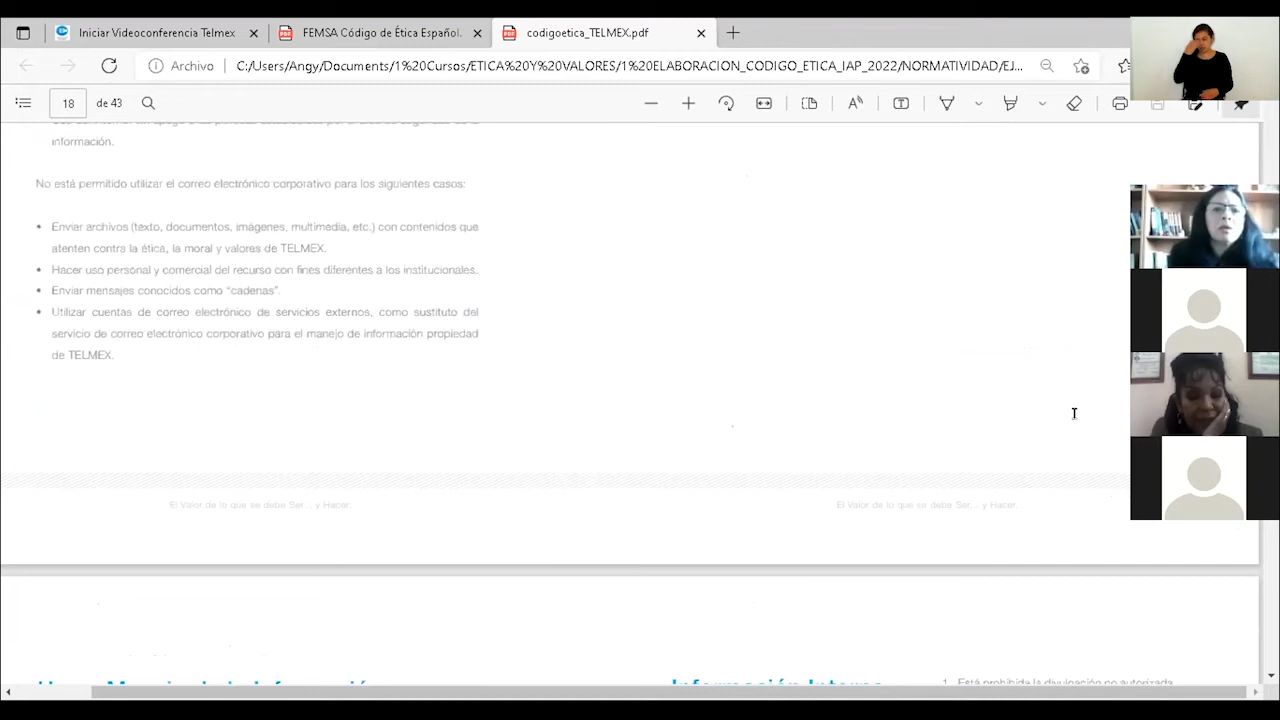 Iniciar Videoconferencia Telmex
FEMSA Código de Ética Español.
codigoetica_TELMEX.pdf
Archivo
C:/Users/Angy/Documents/1%20Cursos/ETICA%20Y%20VALORES/1%20ELABORACION_CODIGO_ETICA_IAP_2022/NORMATIVIDAD/EJ...
18
de 43
información.
No está permitido utilizar el correo electrónico corporativo para los siguientes casos:
• Enviar archivos (texto, documentos, imágenes, multimedia, etc.) con contenidos que
atenten contra la ética, la moral y valores de TELMEX.
• Hacer uso personal y comercial del recurso con fines diferentes a los institucionales.
• Enviar mensajes conocidos como “cadenas”.
• Utilizar cuentas de correo electrónico de servicios externos, como sustituto del
servicio de correo electrónico corporativo para el manejo de información propiedad
de TELMEX.
El Valor de lo que se debe Ser... y Hacer.
El Valor de lo que se debe Ser... y Hacer.
Información Interna
1. Está prohibida la divulgación no autorizada